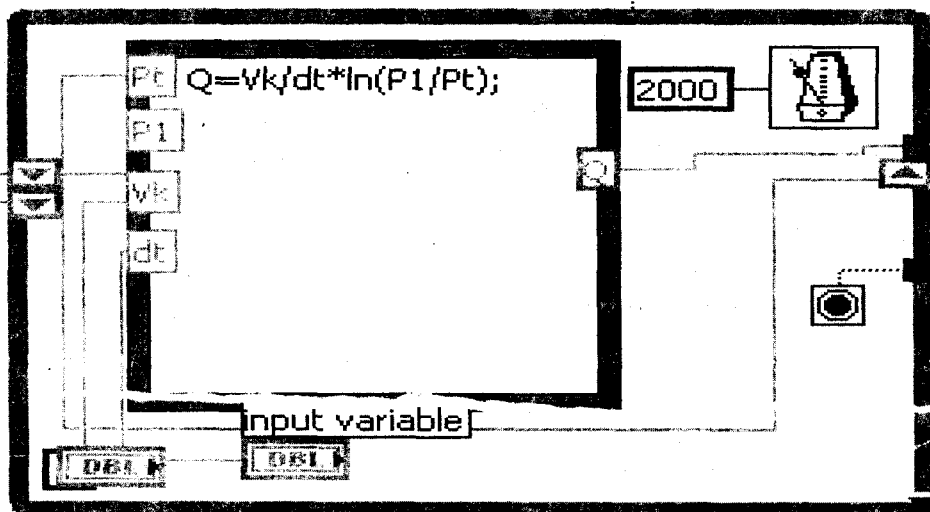 Pt
Q=Vk/dt*ln(P1/Pt);
2000
P1
Q
Vk
dt
input variable
DBL
DBL